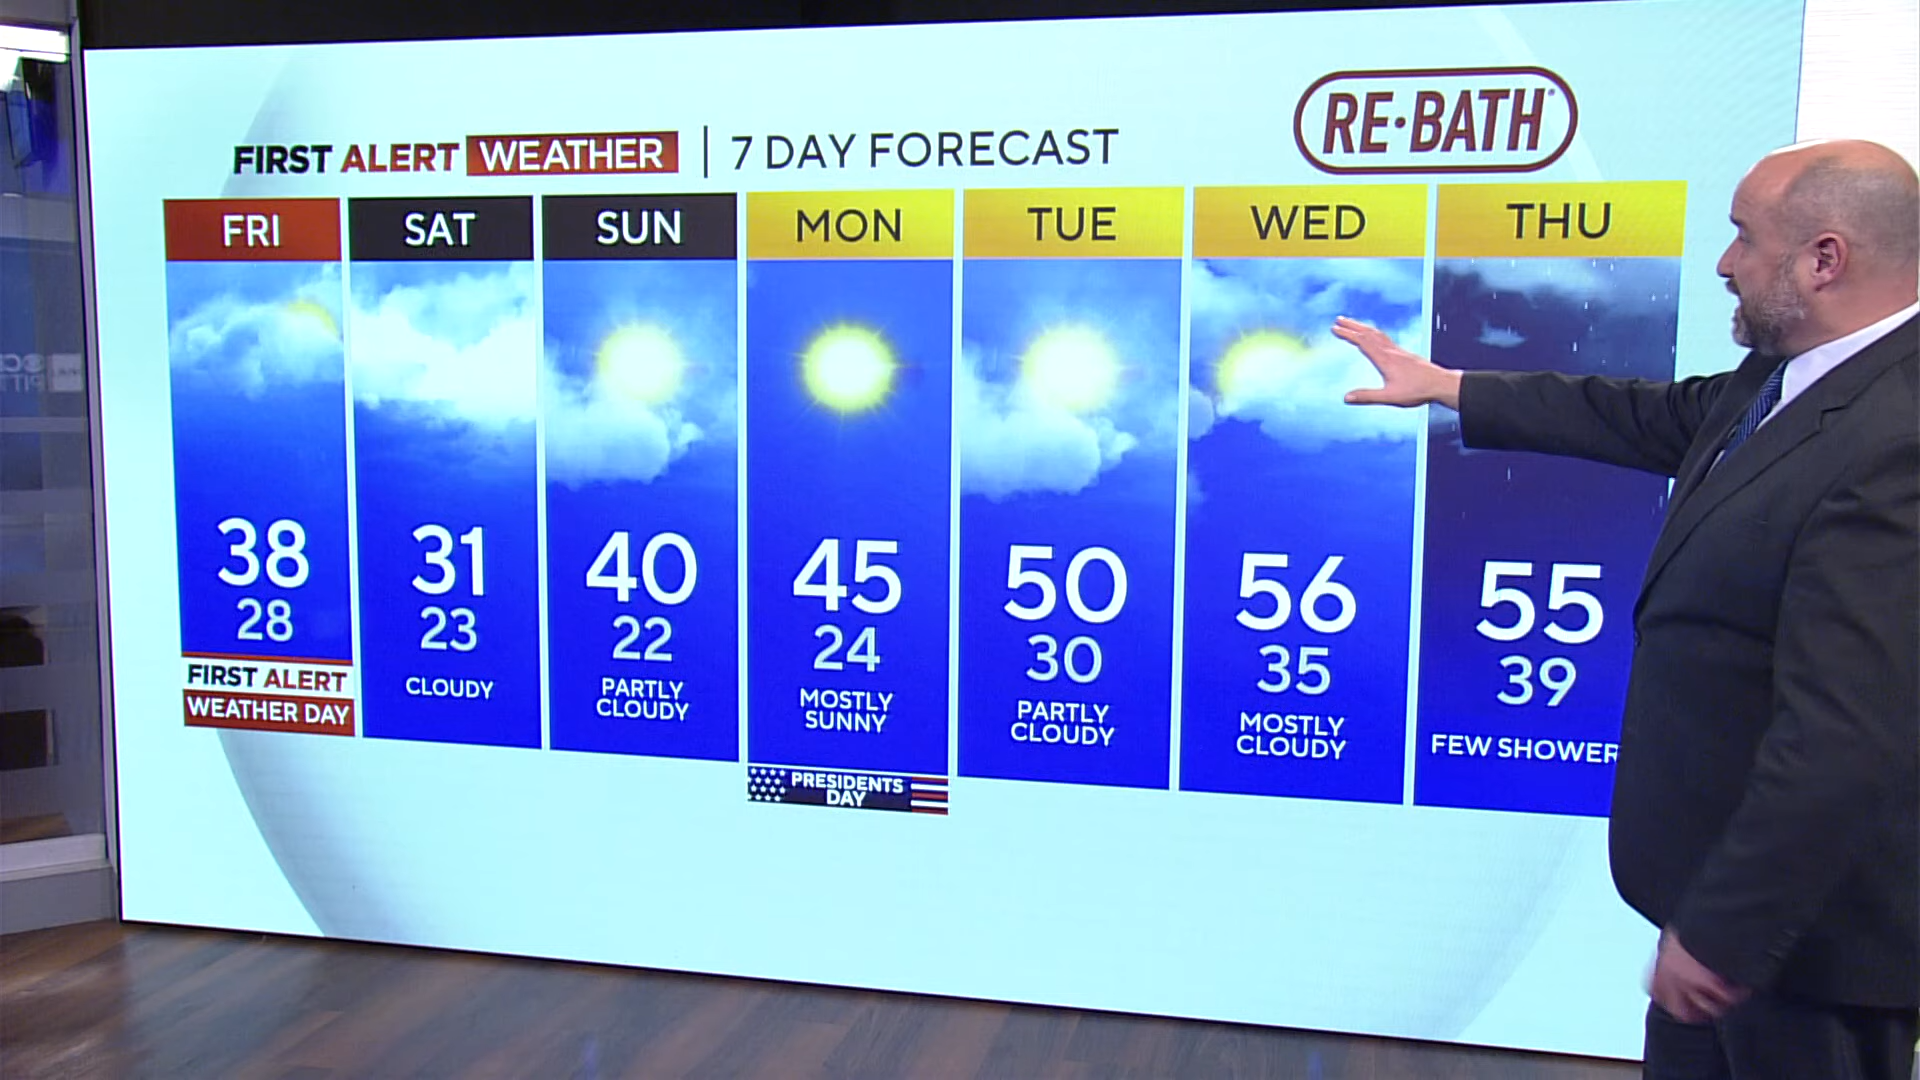 FIRST ALERT WEATHER | 7 DAY FORECAST
RE·BATH
FRI
38
28
FIRST ALERT
WEATHER DAY
SAT
31
23
CLOUDY
SUN
40
22
PARTLY
CLOUDY
MON
45
24
MOSTLY
SUNNY
PRESIDENTS
DAY
TUE
50
30
PARTLY
CLOUDY
WED
56
35
MOSTLY
CLOUDY
THU
55
39
FEW SHOWER